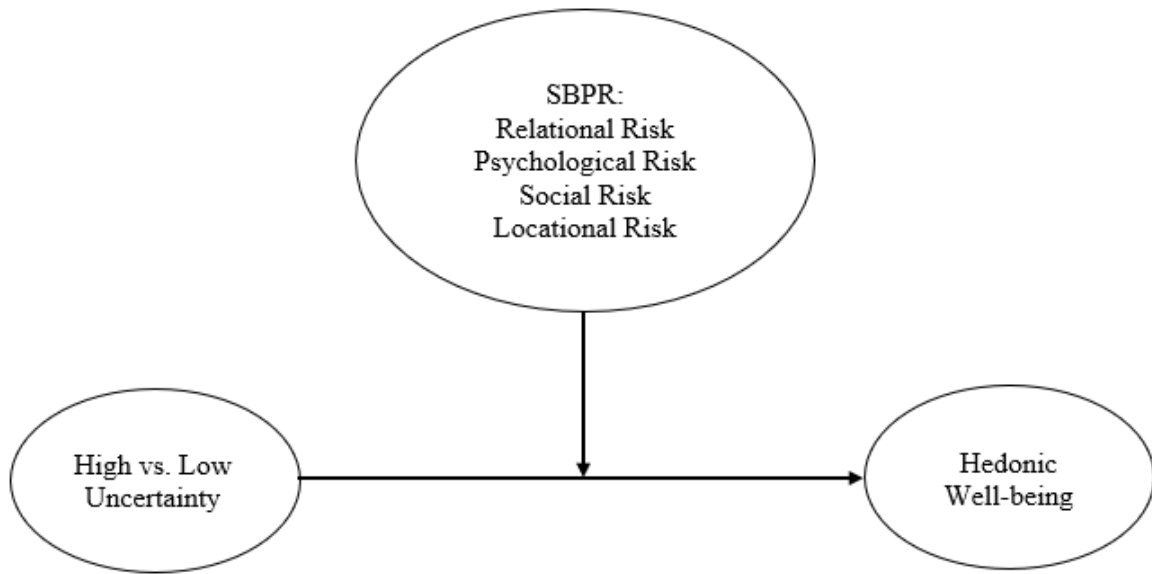 SBPR:
Relational Risk
Psychological Risk
Social Risk
Locational Risk
High vs. Low
Uncertainty
Hedonic
Well-being